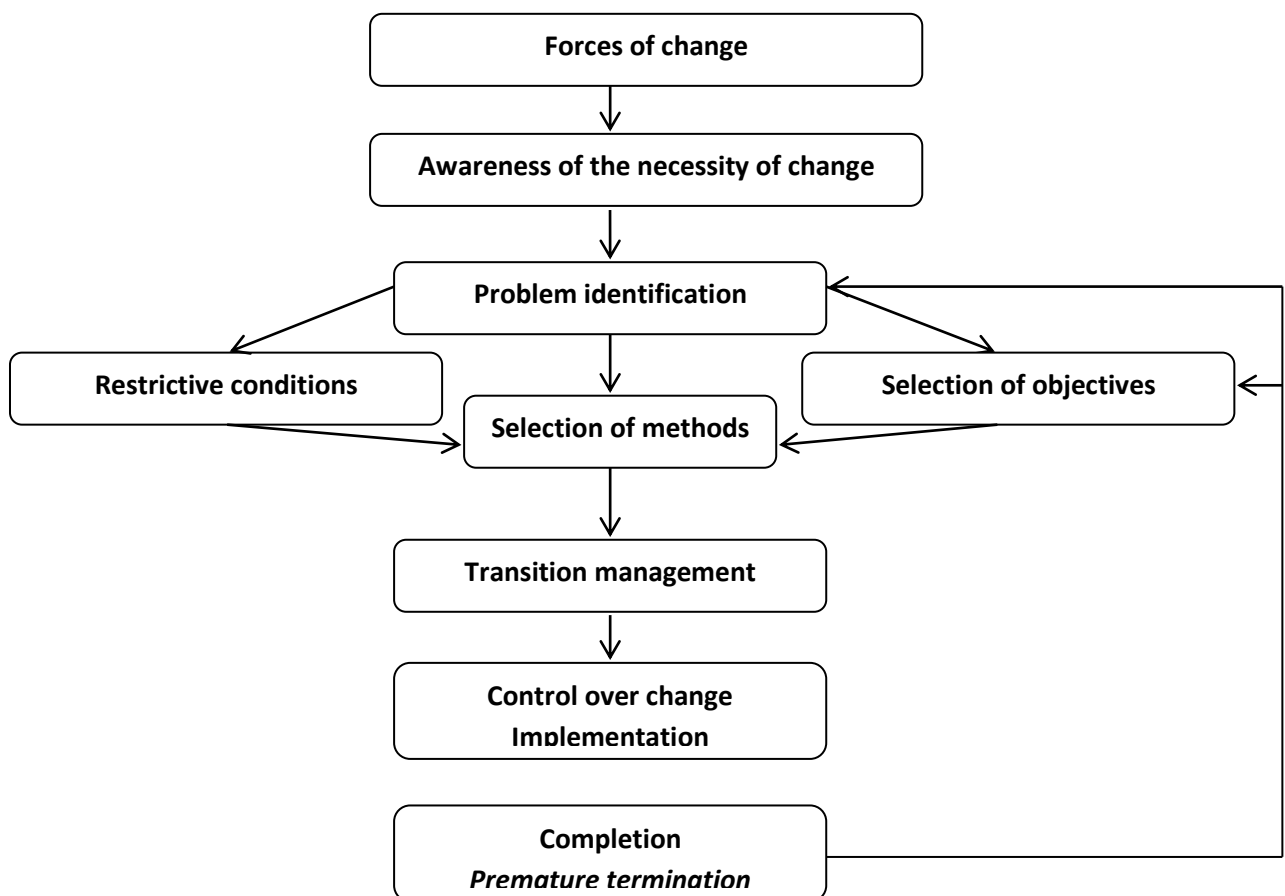 Forces of change
Awareness of the necessity of change
Problem identification
Restrictive conditions
Selection of objectives
Selection of methods
Transition management
Control over change
Implementation
Completion
Premature termination